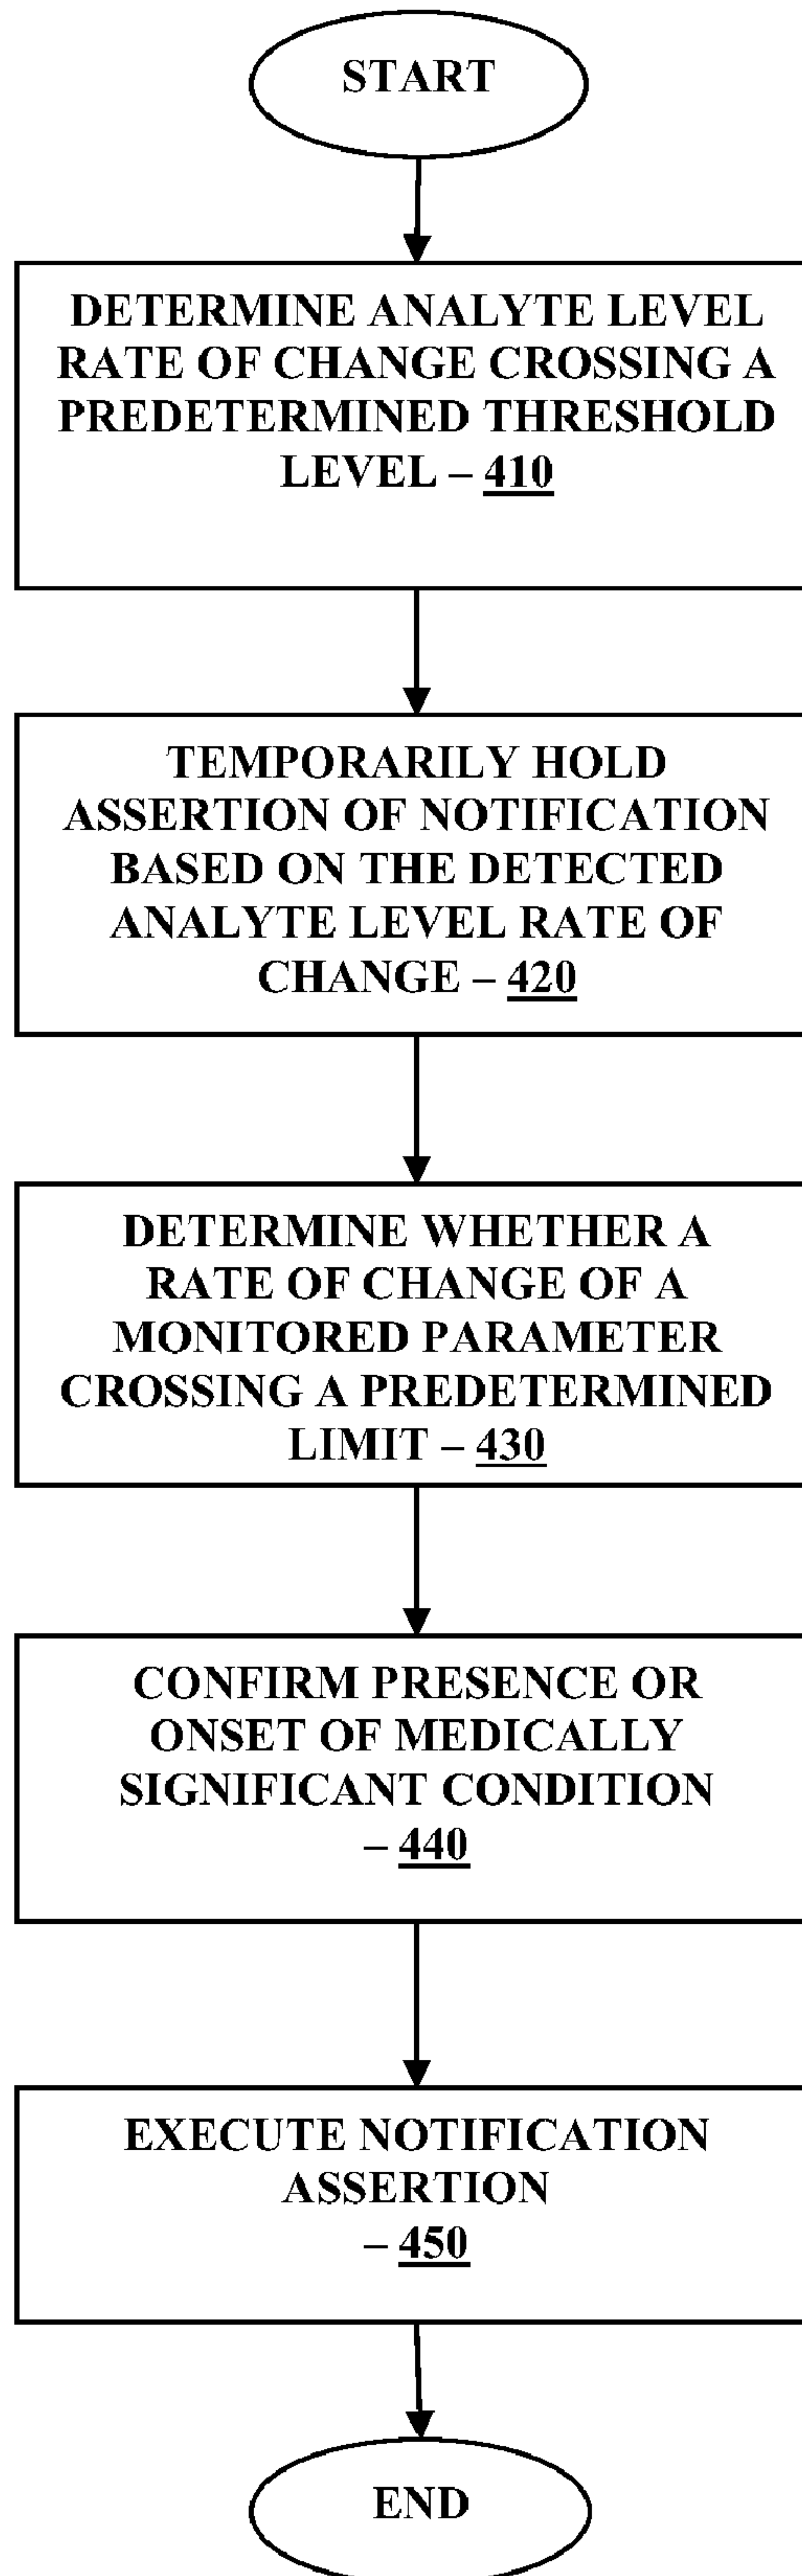 START
DETERMINE ANALYTE LEVEL
RATE OF CHANGE CROSSING A
PREDETERMINED THRESHOLD
LEVEL – 410
TEMPORARILY HOLD
ASSERTION OF NOTIFICATION
BASED ON THE DETECTED
ANALYTE LEVEL RATE OF
CHANGE – 420
DETERMINE WHETHER A
RATE OF CHANGE OF A
MONITORED PARAMETER
CROSSING A PREDETERMINED
LIMIT – 430
CONFIRM PRESENCE OR
ONSET OF MEDICALLY
SIGNIFICANT CONDITION
– 440
EXECUTE NOTIFICATION
ASSERTION
– 450
END